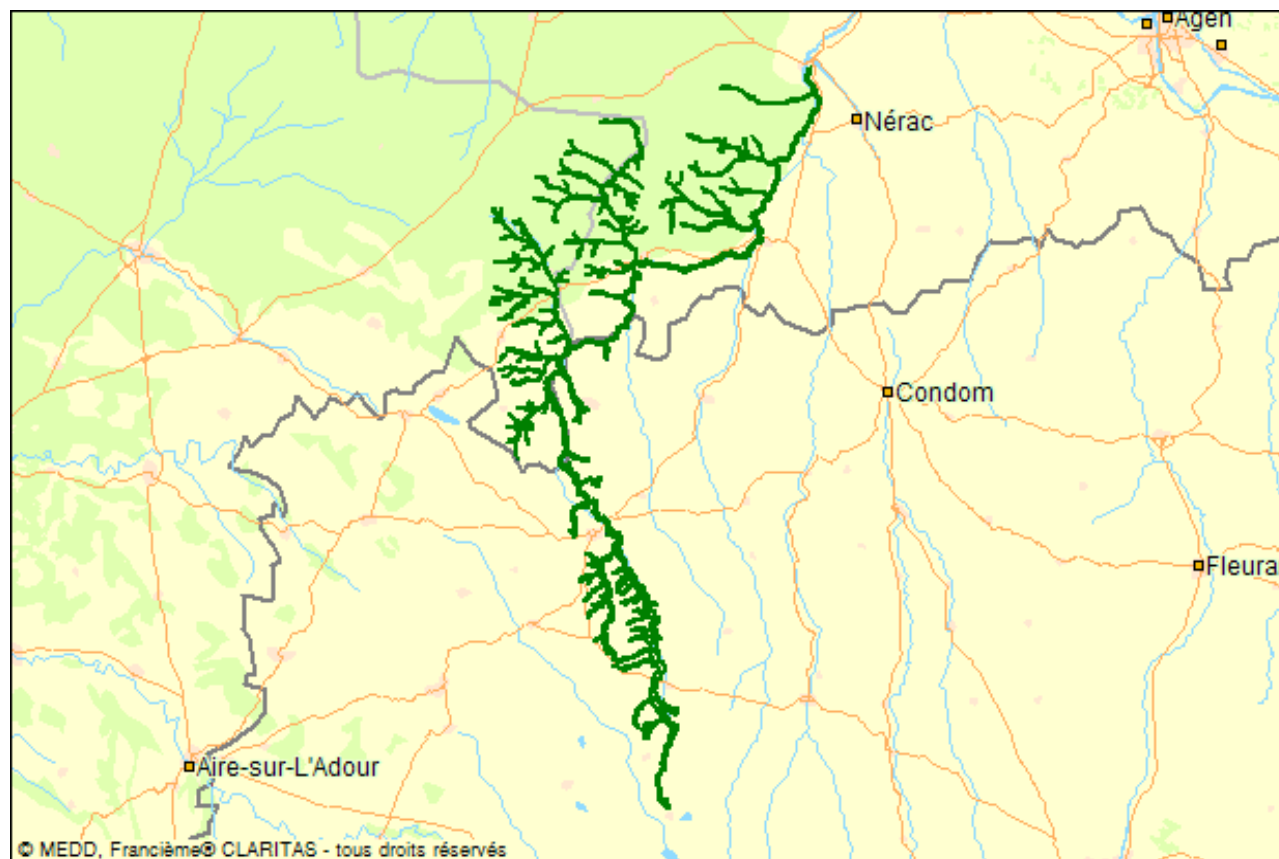 Agen
Nérac
Condom
Fleura
Aire-sur-L'Adour
© MEDD, Francième® CLARITAS - tous droits réservés